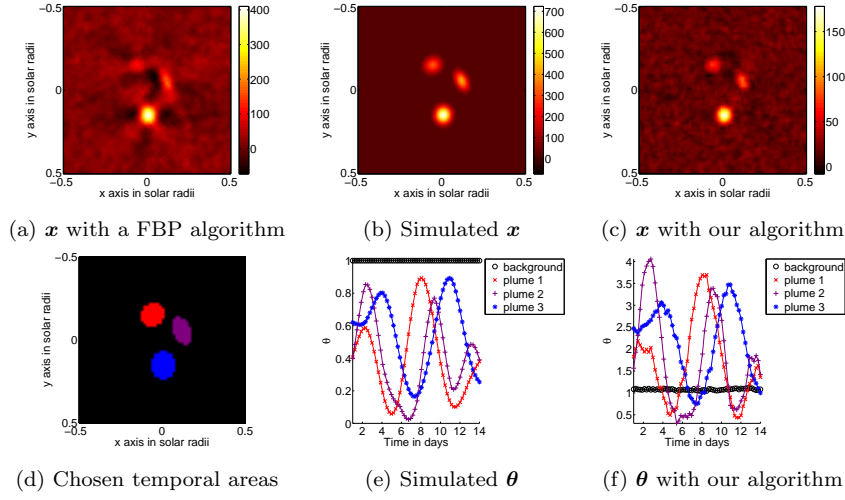 −0.5
0
0.5
−0.5 0 0.5
x axis in solar radii
y axis in solar radii
400
300
200
100
0
(a) x with a FBP algorithm
−0.5
0
0.5
−0.5 0 0.5
x axis in solar radii
y axis in solar radii
700
600
500
400
300
200
100
0
(b) Simulated x
−0.5
0
0.5
−0.5 0 0.5
x axis in solar radii
y axis in solar radii
150
100
50
0
(c) x with our algorithm
−0.5
0
0.5
−0.5 0 0.5
x axis in solar radii
y axis in solar radii
(d) Chosen temporal areas
1
0.8
0.6
0.4
0.2
0
θ
2 4 6 8 10 12 14
Time in days
background
plume 1
plume 2
plume 3
(e) Simulated θ
4
3.5
3
2.5
2
1.5
1
0.5
θ
2 4 6 8 10 12 14
Time in days
background
plume 1
plume 2
plume 3
(f) θ with our algorithm